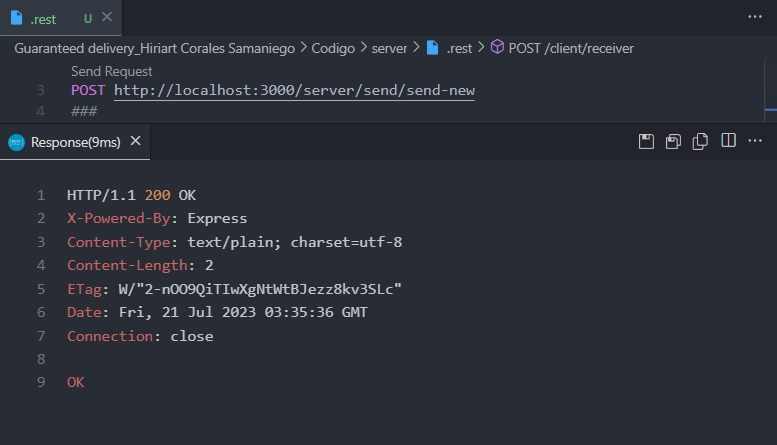 .rest U
Guaranteed delivery_Hiriart Corales Samaniego > Codigo > server > .rest > POST /client/receiver
Send Request
3 POST http://localhost:3000/server/send/send-new
4 ###
Response(9ms)
1 HTTP/1.1 200 OK
2 X-Powered-By: Express
3 Content-Type: text/plain; charset=utf-8
4 Content-Length: 2
5 ETag: W/"2-nOO9QiTIwXgNtWtBJezz8kv3SLc"
6 Date: Fri, 21 Jul 2023 03:35:36 GMT
7 Connection: close
8
9 OK